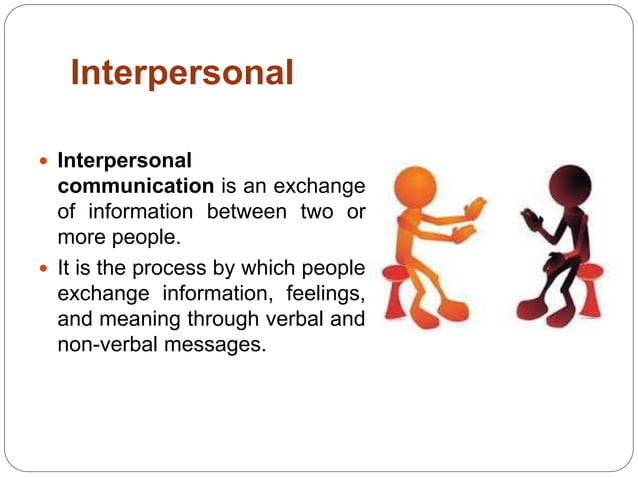 Interpersonal
Interpersonal
communication is an exchange
of information between two or
more people.
It is the process by which people
exchange information, feelings,
and meaning through verbal and
non-verbal messages.